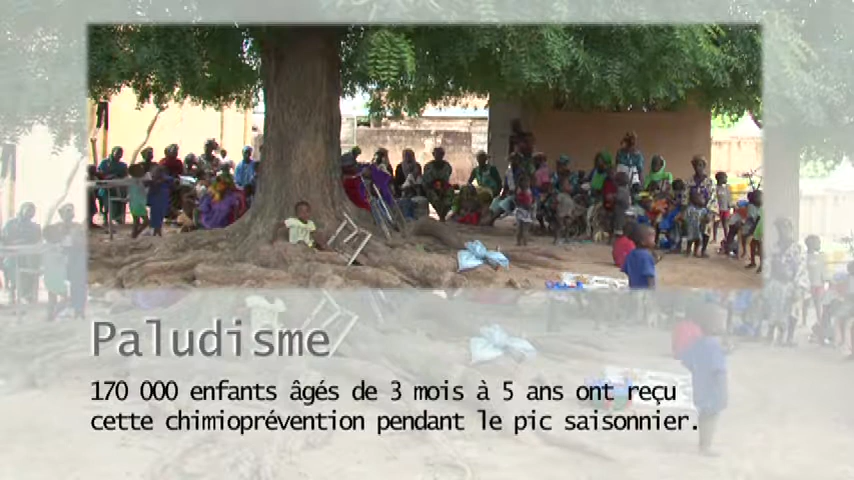 Paludisme
170 000 enfants âgés de 3 mois à 5 ans ont reçu
cette chimioprévention pendant le pic saisonnier.